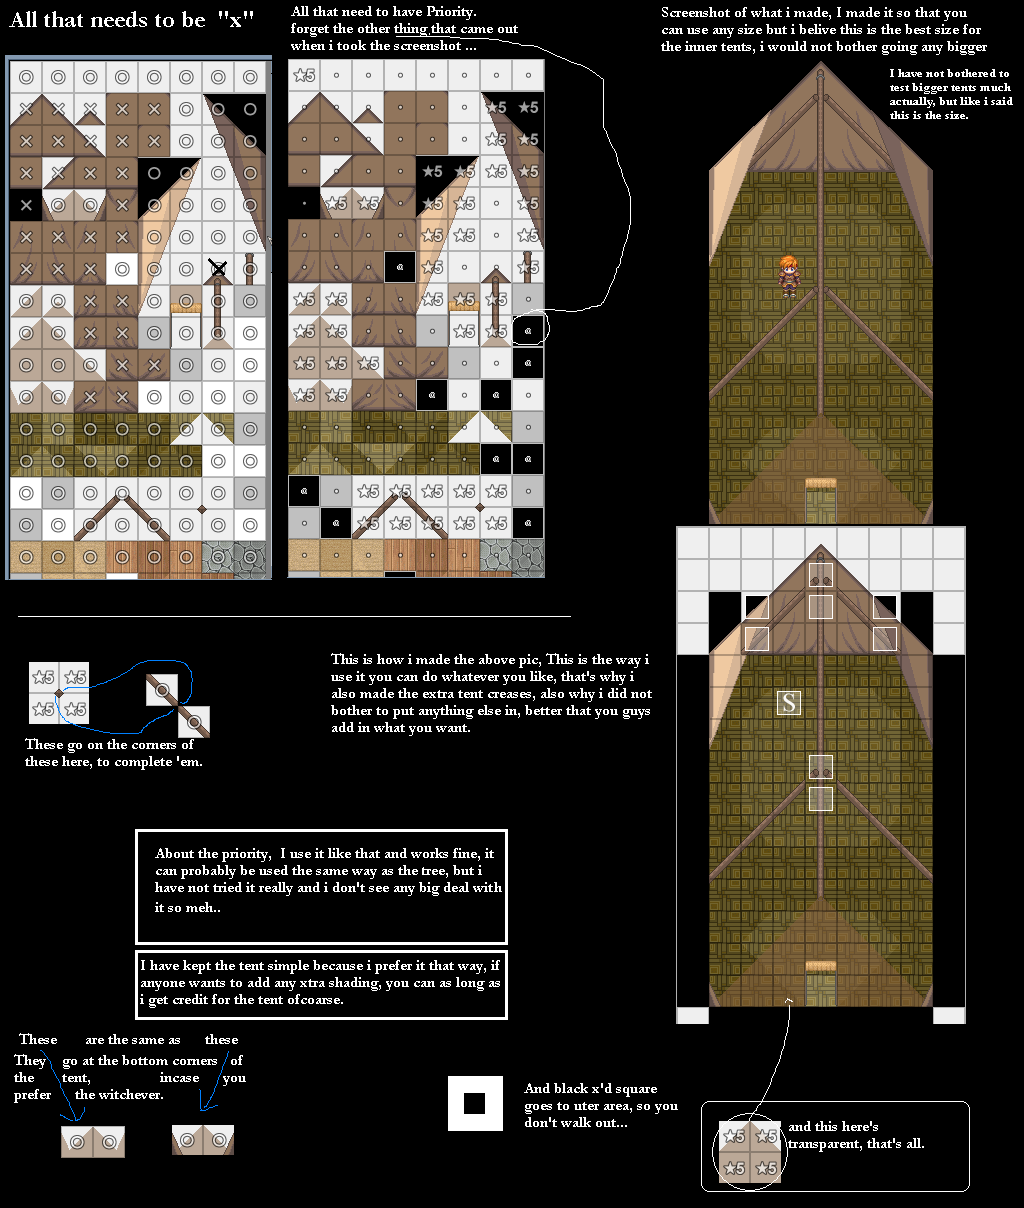 All that needs to be "x"
All that need to have Priority.
forget the other thing that came out
when i took the screenshot ...
Screenshot of what i made, I made it so that you
can use any size but i belive this is the best size for
the inner tents, i would not bother going any bigger
I have not bothered to
test bigger tents much
actually, but like i said
this is the size.
S
This is how i made the above pic, This is the way i
use it you can do whatever you like, that's why i
also made the extra tent creases, also why i did not
bother to put anything else in, better that you guys
add in what you want.
★5 ★5
★5 ★5
These go on the corners of
these here, to complete 'em.
About the priority, I use it like that and works fine, it
can probably be used the same way as the tree, but i
have not tried it really and i don't see any big deal with
it so meh..
I have kept the tent simple because i prefer it that way, if
anyone wants to add any xtra shading, you can as long as
i get credit for the tent ofcoarse.
These are the same as these
They go at the bottom corners of
the tent, incase you
prefer the witchever.
And black x'd square
goes to uter area, so you
don't walk out...
and this here's
transparent, that's all.
★5 ★5
★5 ★5